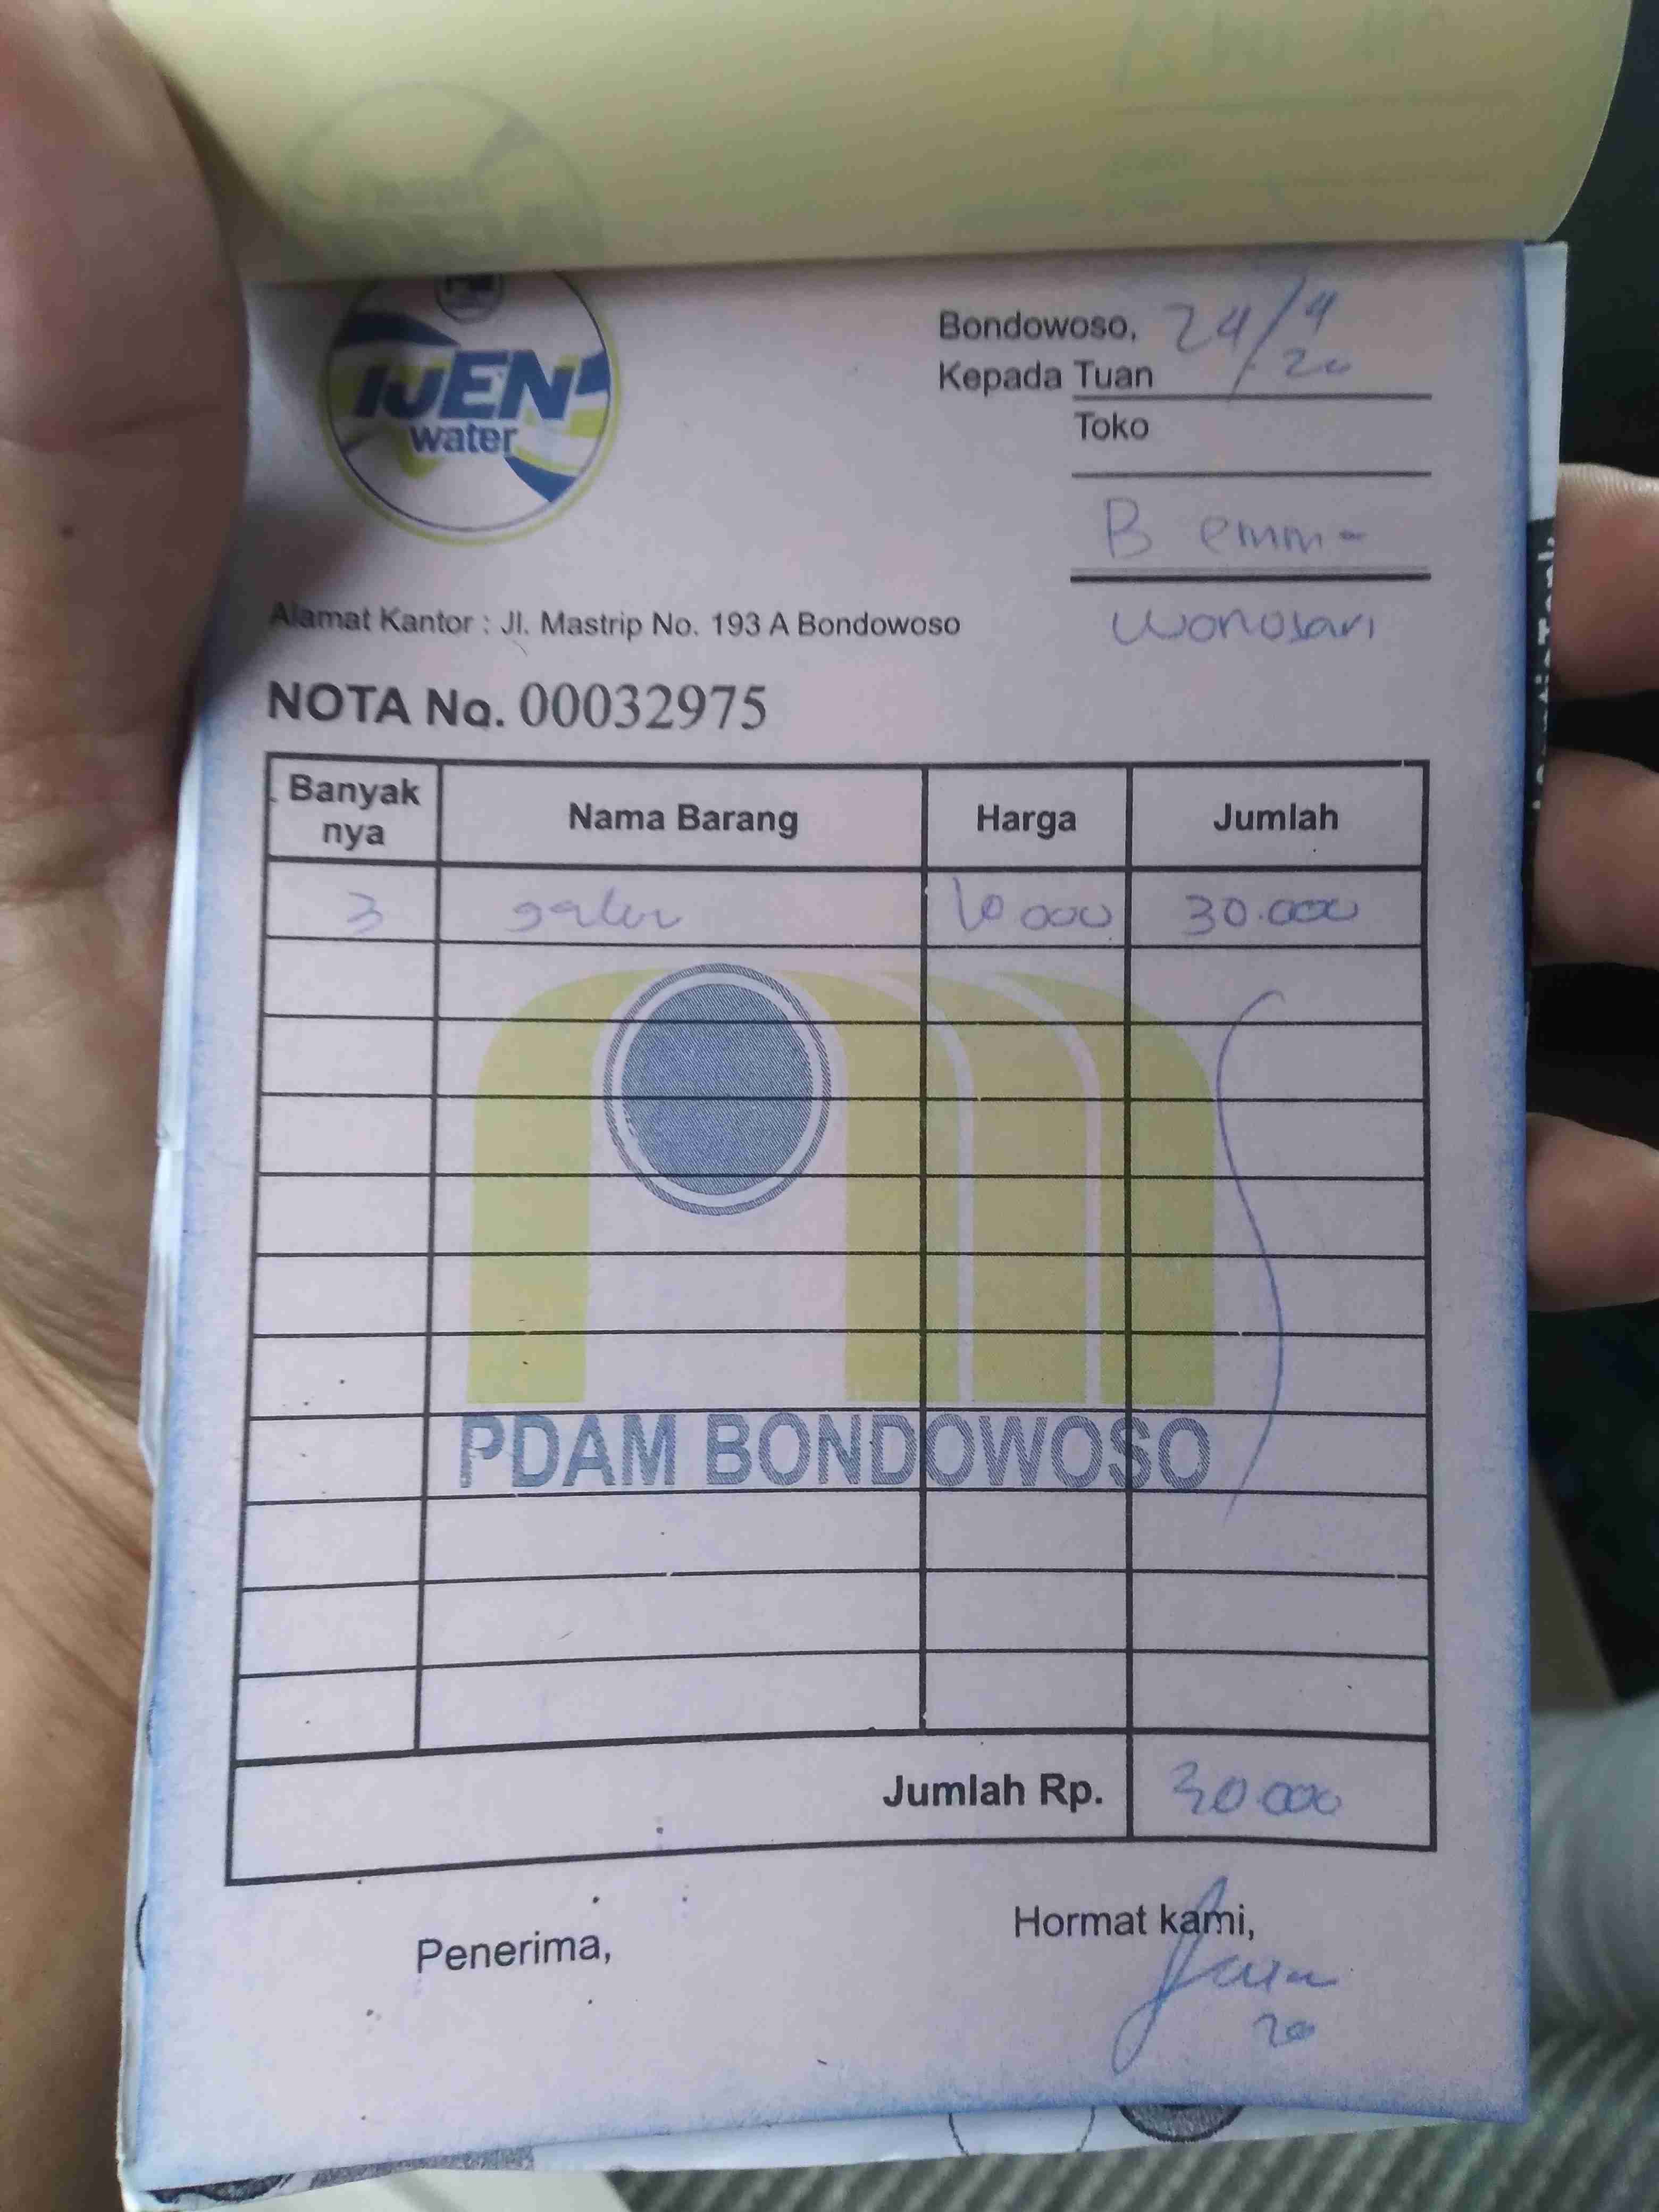 IJEN
water
Bondowoso, 24/4
20
Kepada Tuan
Toko
B emma
Alamat Kantor : Jl. Mastrip No. 193 A Bondowoso
wonosari
NOTA No. 00032975
Banyak nya Nama Barang Harga Jumlah
3 galon 10 000 30.000
PDAM BONDOWOSO
Jumlah Rp. 30.000
Penerima,
Hormat kami,
20